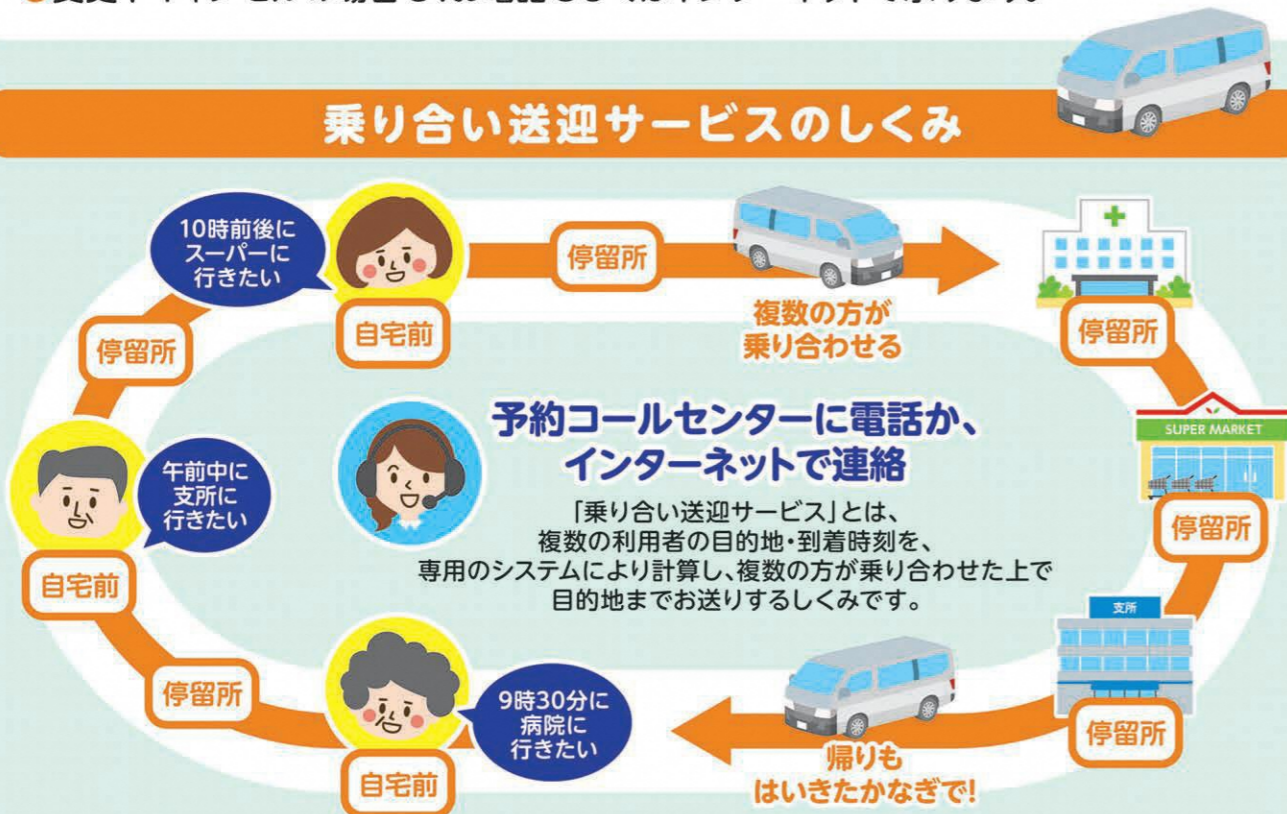 乗り合い送迎サービスのしくみ
10時前後に
スーパーに
行きたい
自宅前
停留所
複数の方が
乗り合わせる
停留所
停留所
SUPER MARKET
停留所
予約コールセンターに電話か、
インターネットで連絡
「乗り合い送迎サービス」とは、
複数の利用者の目的地・到着時刻を、
専用のシステムにより計算し、複数の方が乗り合わせた上で
目的地までお送りするしくみです。
午前中に
支所に
行きたい
自宅前
停留所
9時30分に
病院に
行きたい
自宅前
帰りも
はいきたかなぎで!
支所
停留所